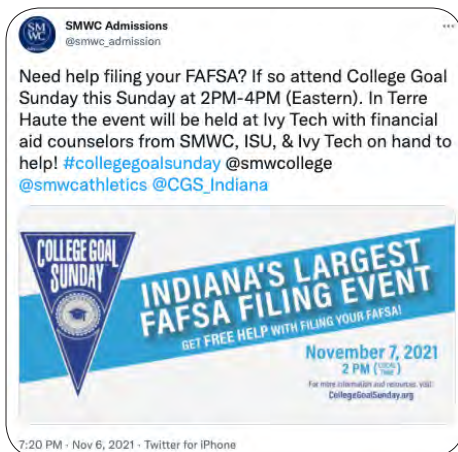 SM
WC
SMWC Admissions
@smwc_admission
...
Need help filing your FAFSA? If so attend College Goal
Sunday this Sunday at 2PM-4PM (Eastern). In Terre
Haute the event will be held at Ivy Tech with financial
aid counselors from SMWC, ISU, & Ivy Tech on hand to
help! #collegegoalsunday @smwcollege
@smwcathletics @CGS_Indiana
COLLEGE GOAL
SUNDAY
INDIANA'S LARGEST
FAFSA FILING EVENT
GET FREE HELP WITH FILING YOUR FAFSA!
November 7, 2021
2 PM (LOCAL TIME)
For more information and resources, visit:
CollegeGoalSunday.org
7:20 PM · Nov 6, 2021 · Twitter for iPhone